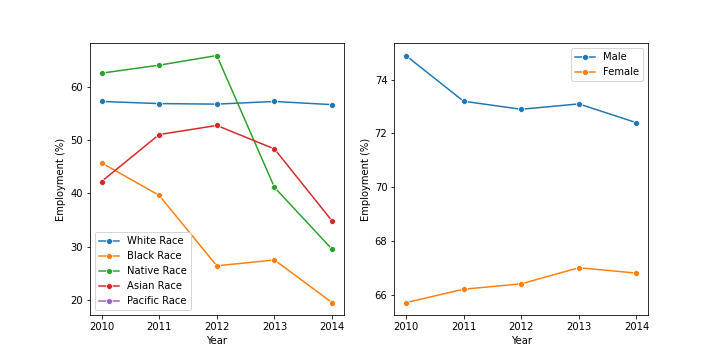 Employment (%)
60
50
40
30
20
White Race
Black Race
Native Race
Asian Race
Pacific Race
2010 2011 2012 2013 2014
Year
Employment (%)
74
72
70
68
66
Male
Female
2010 2011 2012 2013 2014
Year